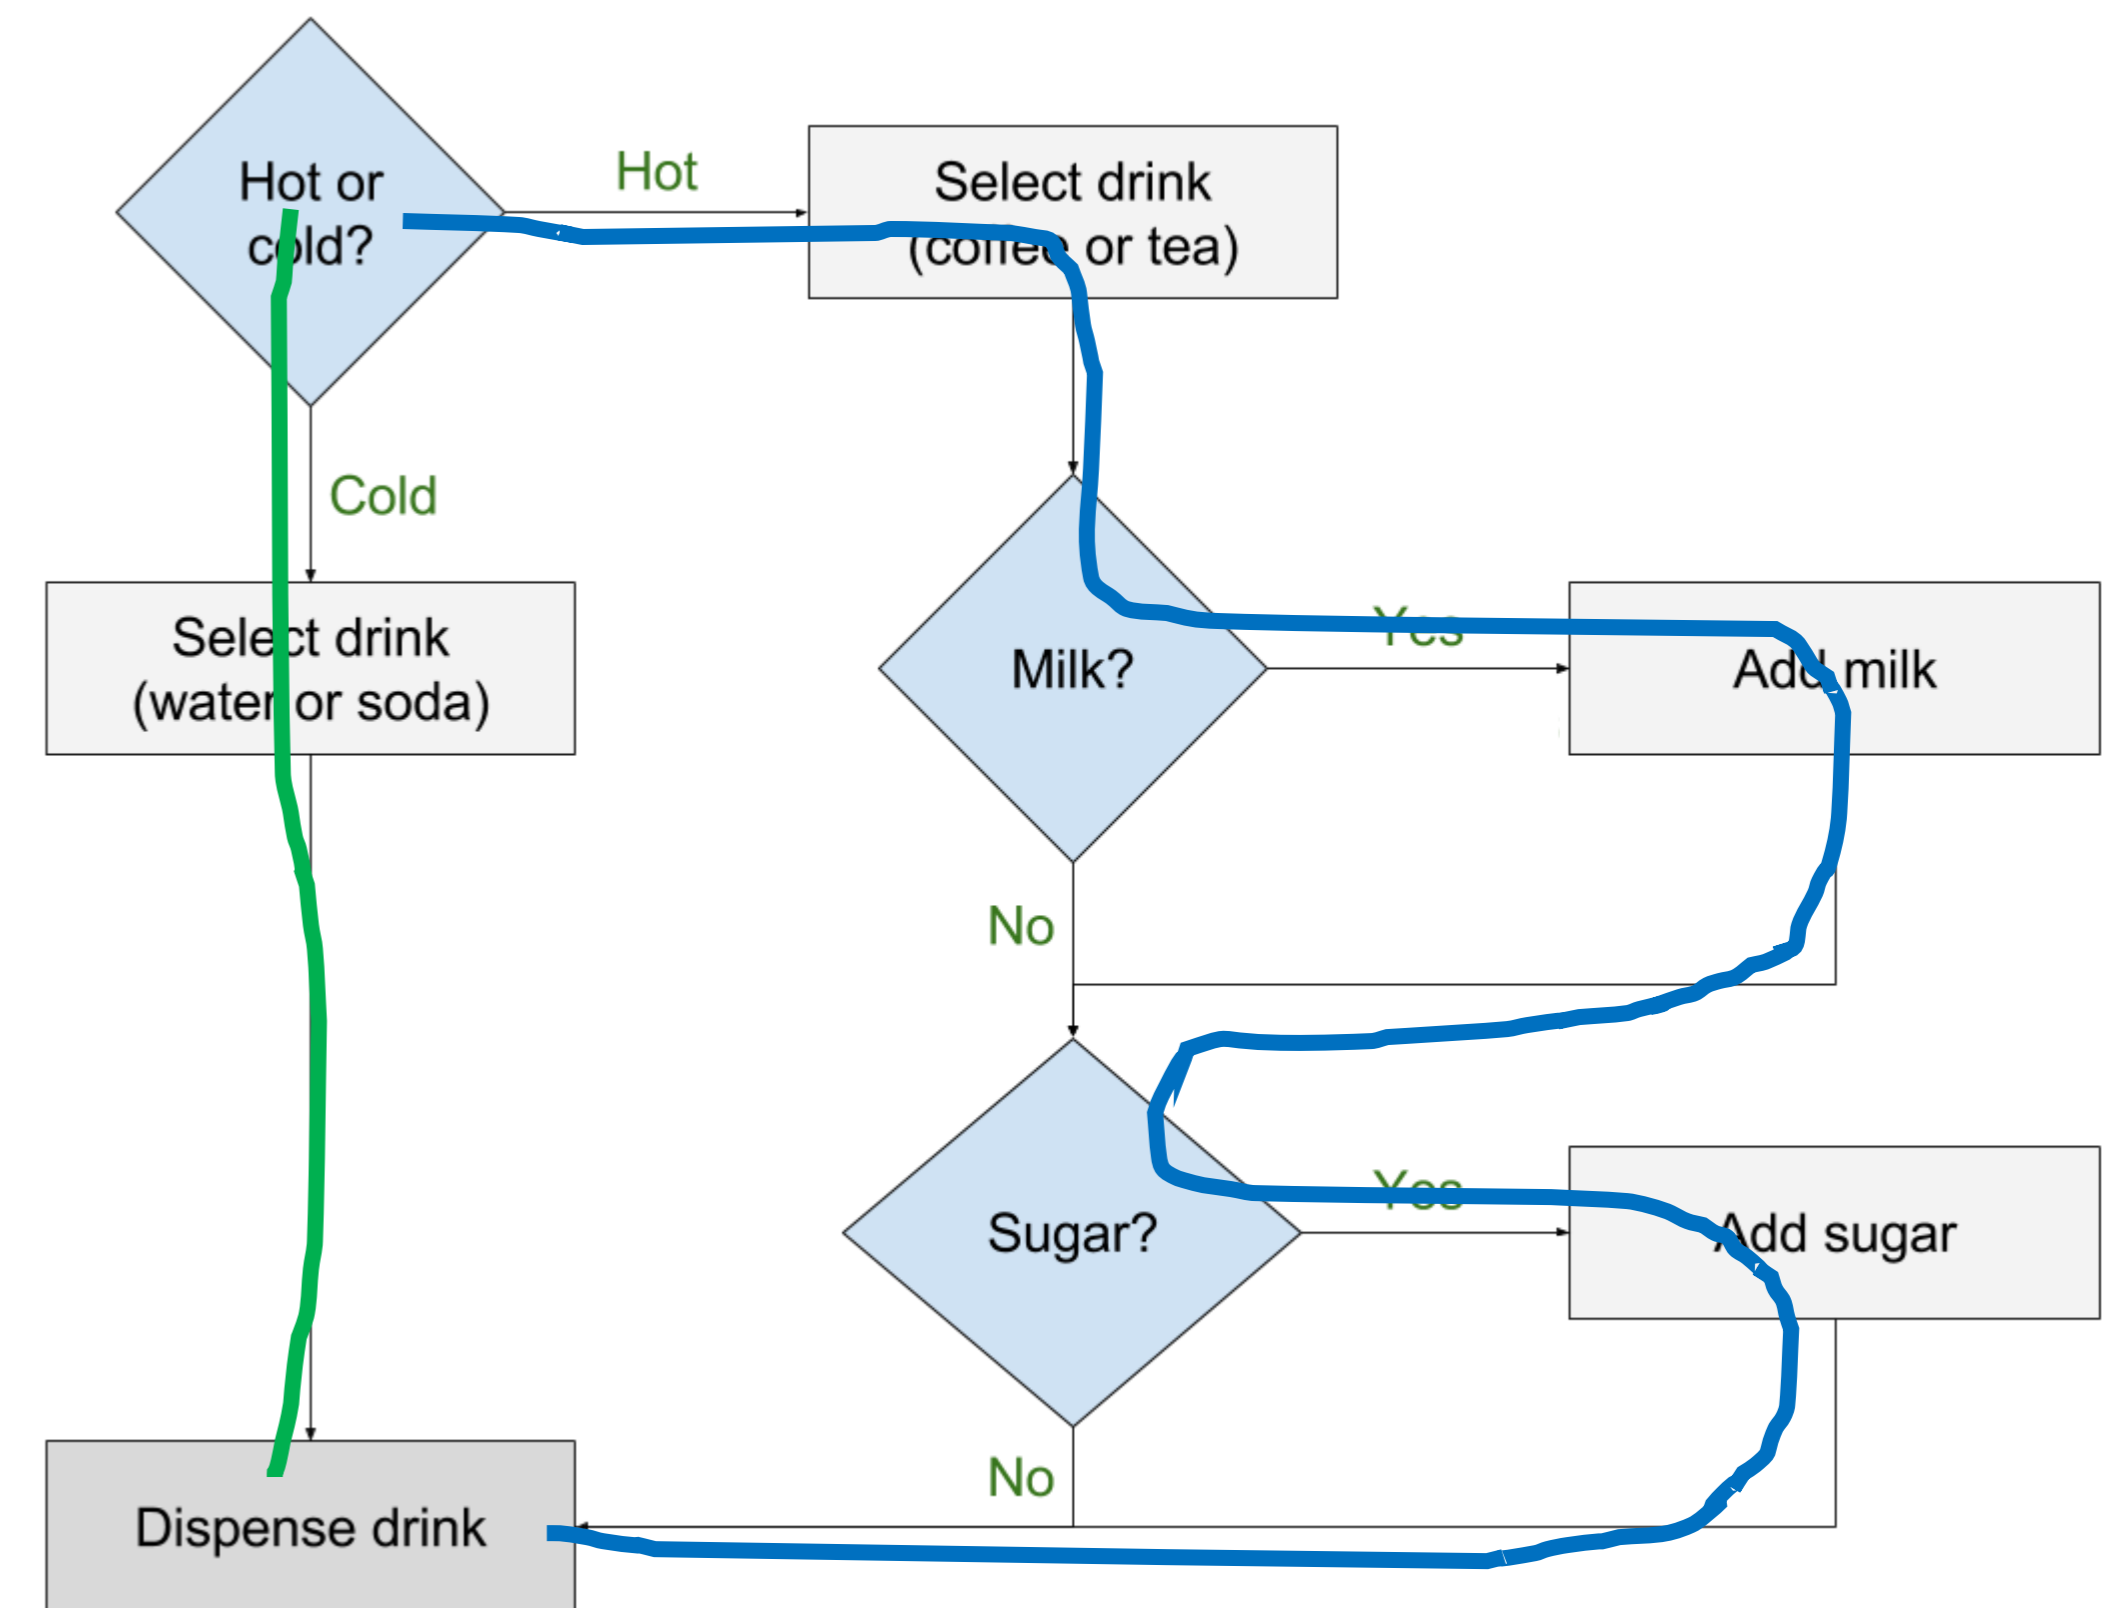 Hot or
cold?
Hot
Select drink
(coffee or tea)
Cold
Select drink
(water or soda)
Milk?
Yes
Add milk
No
Sugar?
Yes
Add sugar
No
Dispense drink